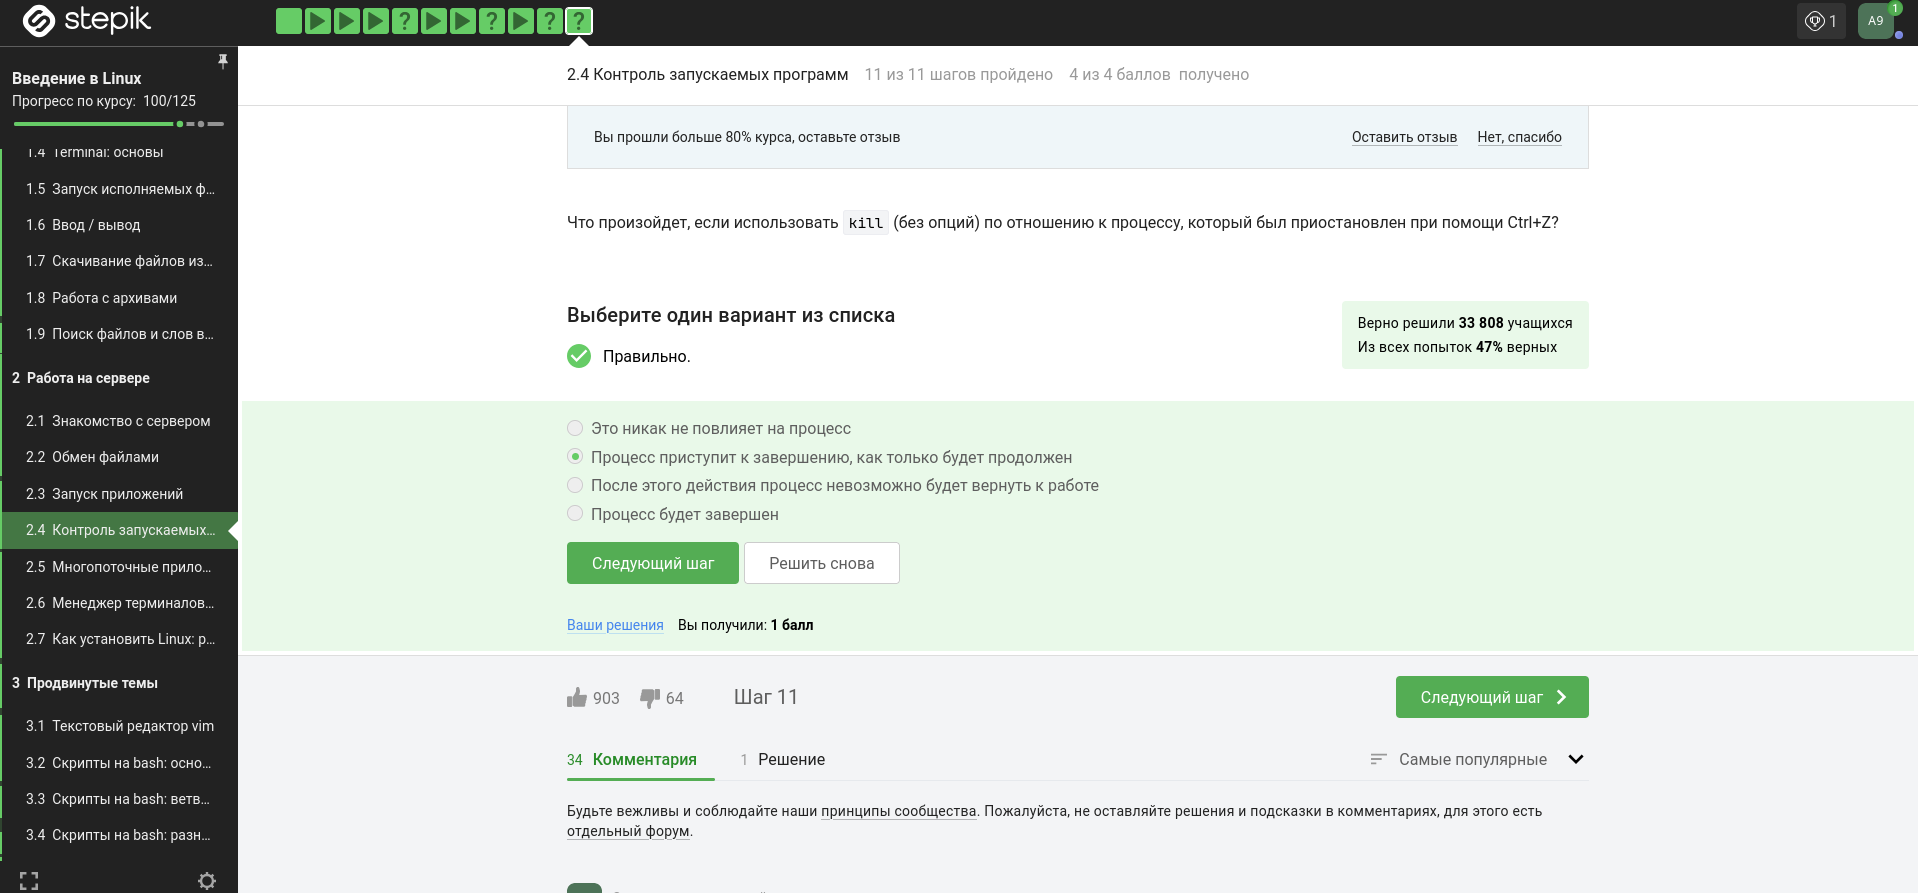 stepik
1
A9
1
Введение в Linux
Прогресс по курсу: 100/125
1.4 Terminal: основы
1.5 Запуск исполняемых ф...
1.6 Ввод / вывод
1.7 Скачивание файлов из...
1.8 Работа с архивами
1.9 Поиск файлов и слов в...
2 Работа на сервере
2.1 Знакомство с сервером
2.2 Обмен файлами
2.3 Запуск приложений
2.4 Контроль запускаемых...
2.5 Многопоточные прило...
2.6 Менеджер терминалов...
2.7 Как установить Linux: р...
3 Продвинутые темы
3.1 Текстовый редактор vim
3.2 Скрипты на bash: осно...
3.3 Скрипты на bash: ветв...
3.4 Скрипты на bash: разн...
2.4 Контроль запускаемых программ 11 из 11 шагов пройдено 4 из 4 баллов получено
Вы прошли больше 80% курса, оставьте отзыв Оставить отзыв Нет, спасибо
Что произойдет, если использовать kill (без опций) по отношению к процессу, который был приостановлен при помощи Ctrl+Z?
Выберите один вариант из списка
Правильно.
Верно решили 33 808 учащихся
Из всех попыток 47% верных
Это никак не повлияет на процесс
Процесс приступит к завершению, как только будет продолжен
После этого действия процесс невозможно будет вернуть к работе
Процесс будет завершен
Следующий шаг Решить снова
Ваши решения Вы получили: 1 балл
903 64 Шаг 11 Следующий шаг
34 Комментария 1 Решение Самые популярные
Будьте вежливы и соблюдайте наши принципы сообщества. Пожалуйста, не оставляйте решения и подсказки в комментариях, для этого есть
отдельный форум.